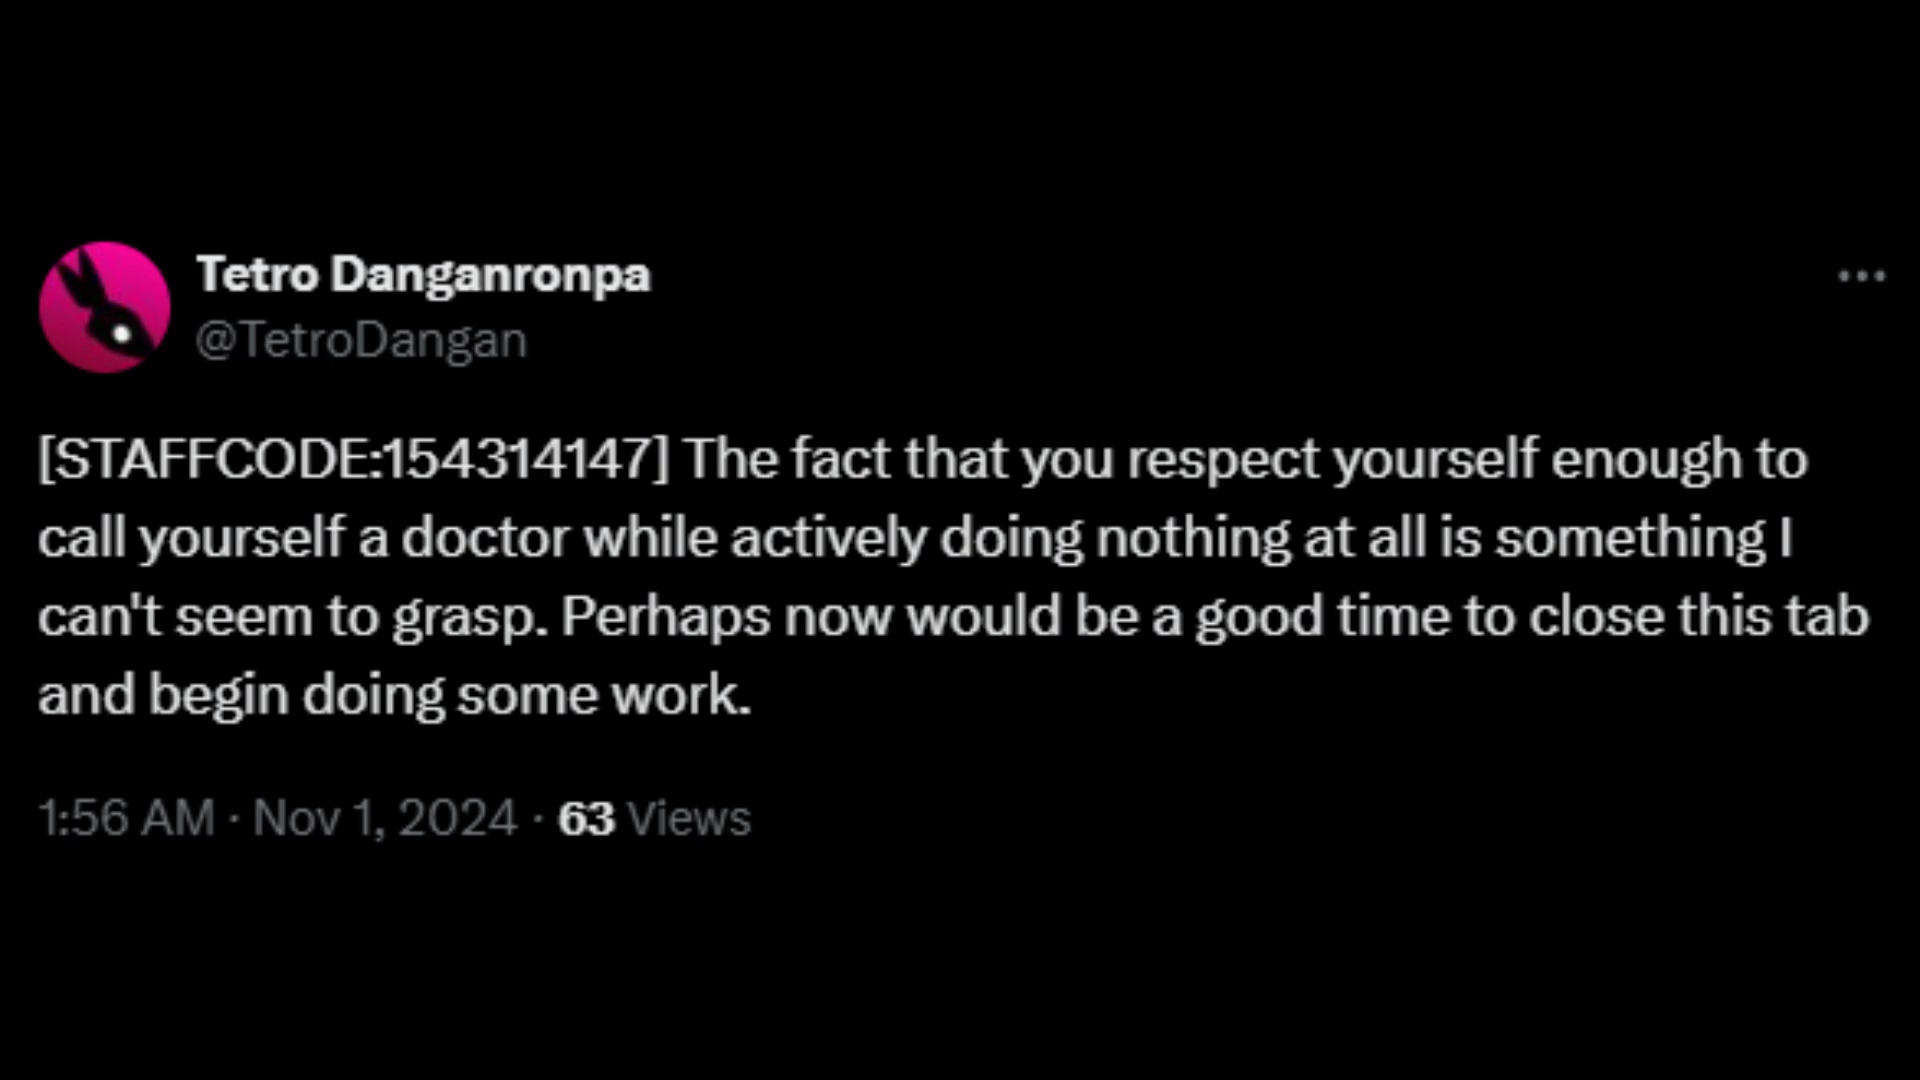 Tetro Danganronpa
@TetroDangan
[STAFFCODE:154314147] The fact that you respect yourself enough to
call yourself a doctor while actively doing nothing at all is something I
can't seem to grasp. Perhaps now would be a good time to close this tab
and begin doing some work.
1:56 AM · Nov 1, 2024 · 63 Views